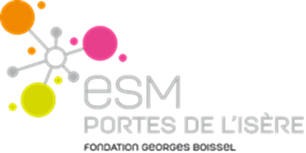 esm
PORTES DE L'ISÈRE
FONDATION GEORGES BOISSEL